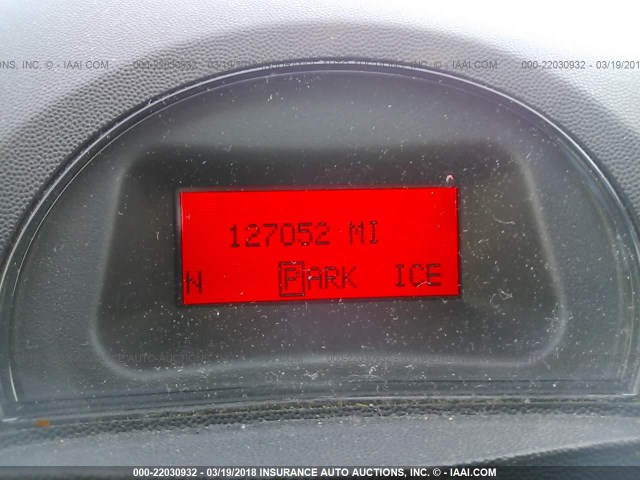 S, INC. © - IAAI.COM
000-22030932 - 03/19/201
127052 MI
N PARK ICE
000-22030932 - 03/19/2018 INSURANCE AUTO AUCTIONS, INC. © - IAAI.COM